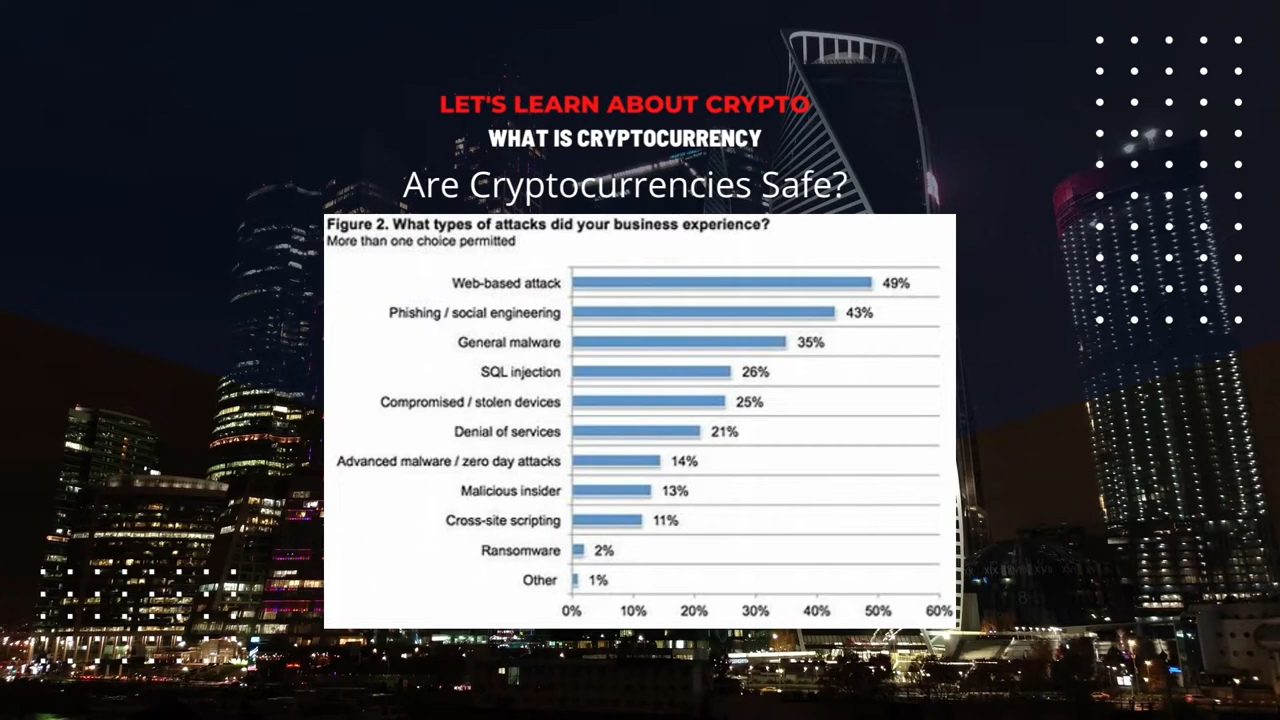 LET'S LEARN ABOUT CRYPTO
WHAT IS CRYPTOCURRENCY
Are Cryptocurrencies Safe?
Figure 2. What types of attacks did your business experience?
More than one choice permitted
Web-based attack 49%
Phishing / social engineering 43%
General malware 35%
SQL injection 26%
Compromised / stolen devices 25%
Denial of services 21%
Advanced malware / zero day attacks 14%
Malicious insider 13%
Cross-site scripting 11%
Ransomware 2%
Other 1%
0% 10% 20% 30% 40% 50% 60%